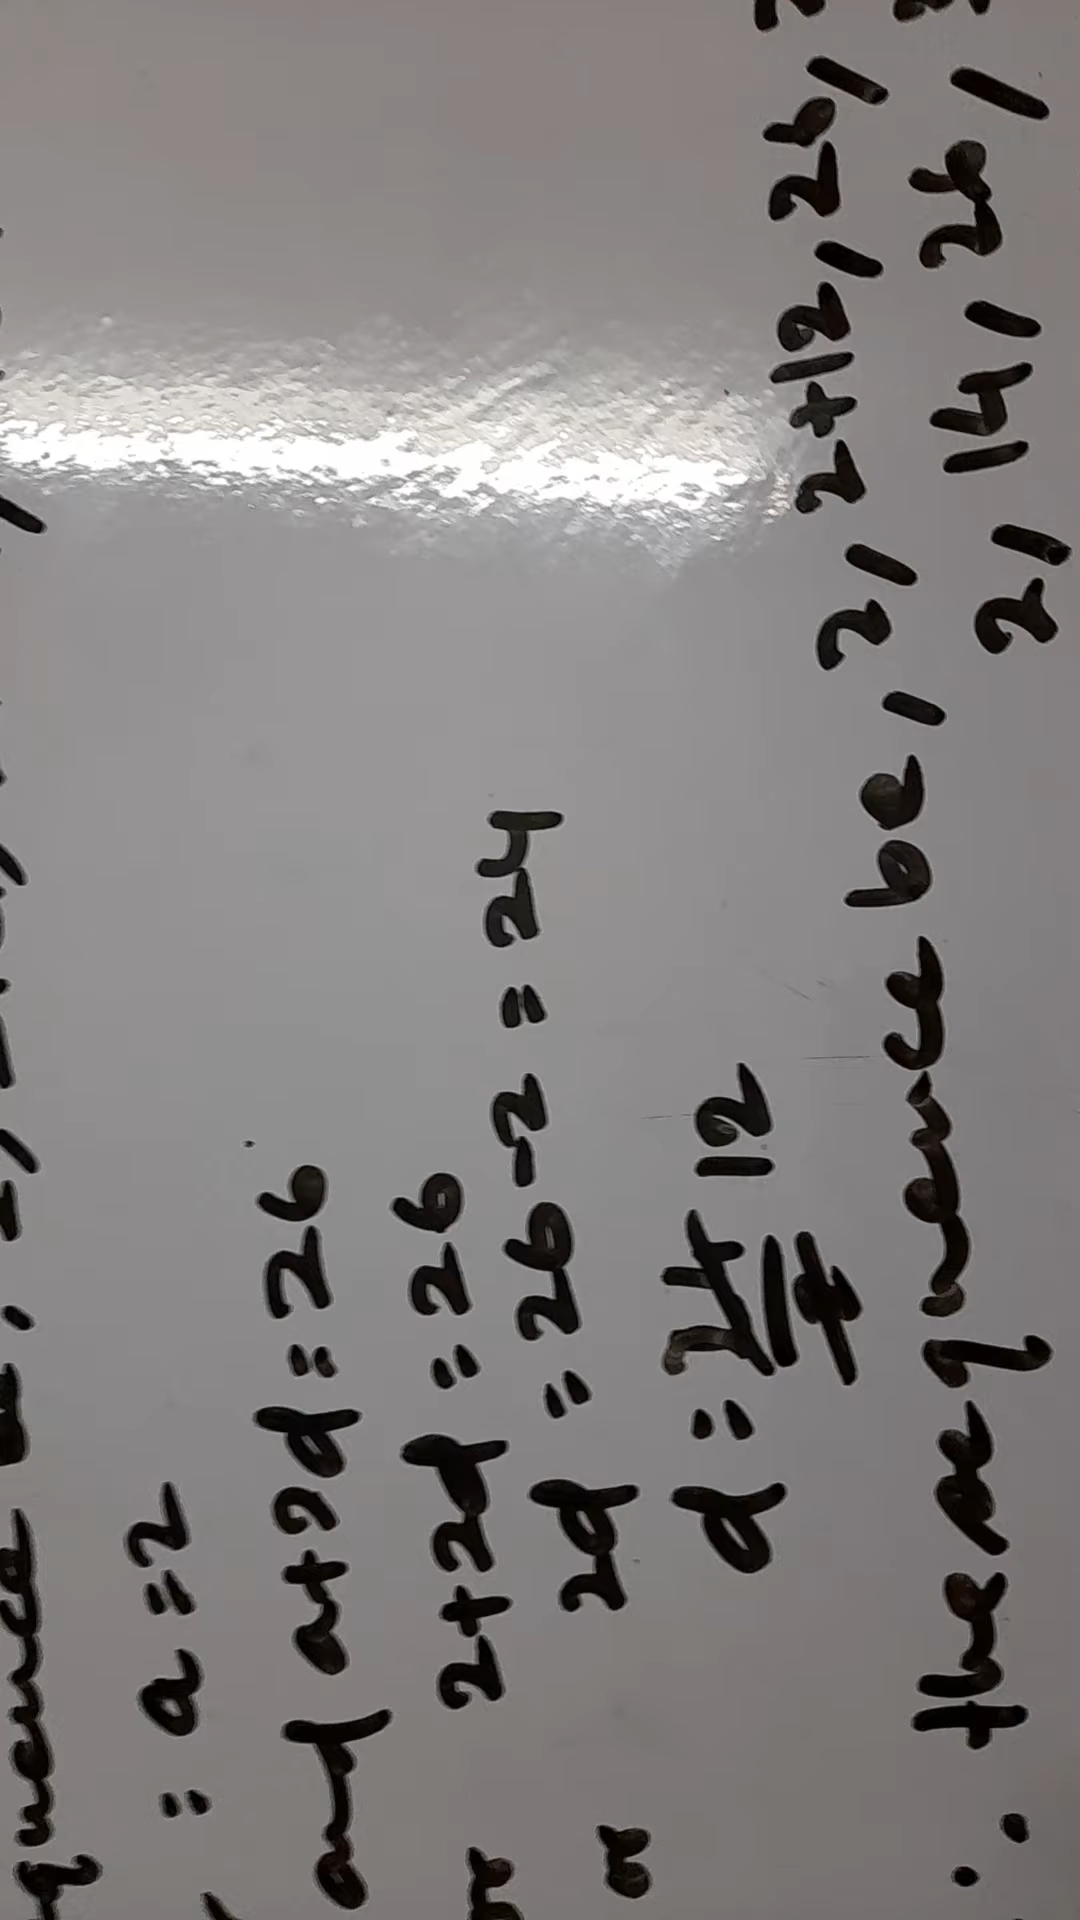 quence
= a = 2
and a+2d = 26
2+2d = 26
2d = 26-2 = 24
d = 24 12
∴ the sequence be, 2, 2+12, 26,
2, 14, 26,